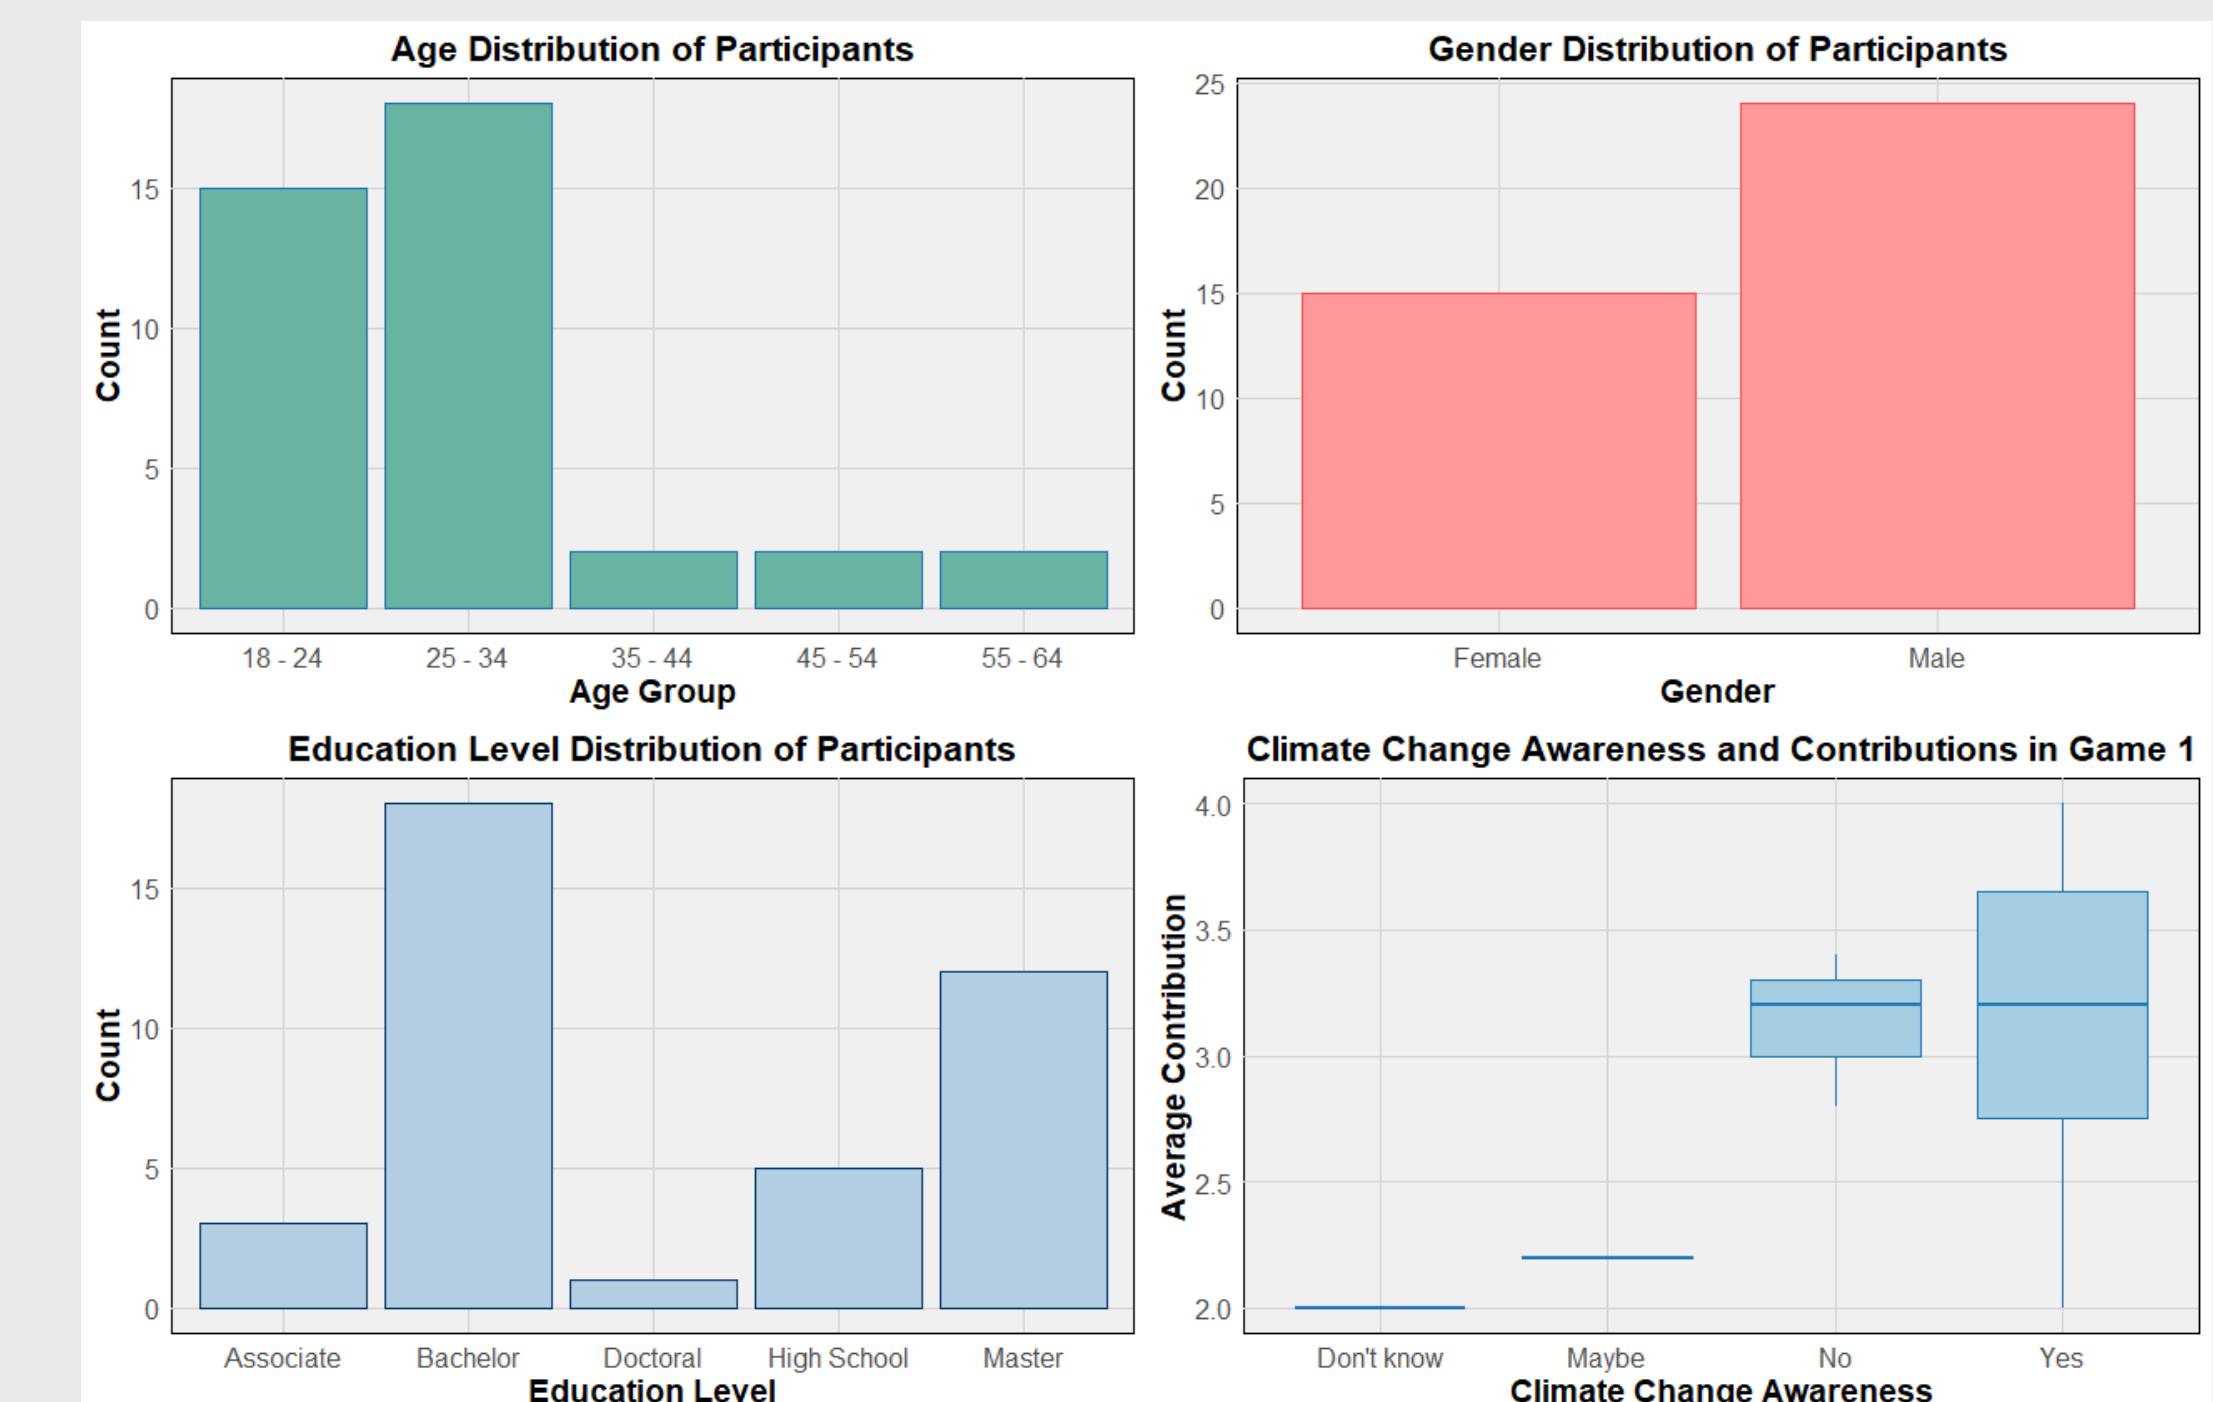 Age Distribution of Participants
Count
15
10
5
0
18 - 24
25 - 34
35 - 44
45 - 54
55 - 64
Age Group
Gender Distribution of Participants
Count
25
20
15
10
5
0
Female
Male
Gender
Education Level Distribution of Participants
Count
15
10
5
0
Associate
Bachelor
Doctoral
High School
Master
Education Level
Climate Change Awareness and Contributions in Game 1
Average Contribution
4.0
3.5
3.0
2.5
2.0
Don't know
Maybe
No
Yes
Climate Change Awareness